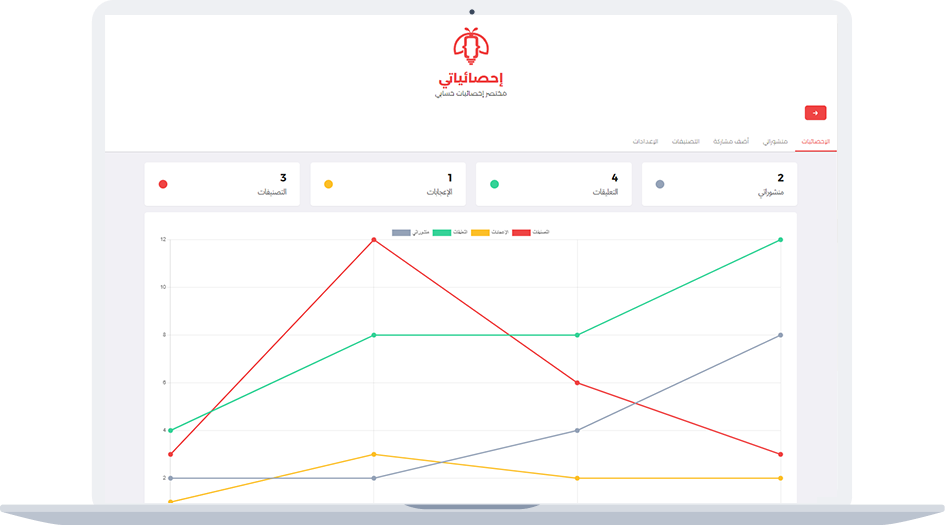 إحصائياتي
مختصر إحصائيات حسابي
الإحصائيات منشوراتي أضف مشاركة التصنيفات الإعدادات
2 4 1 3
منشوراتي التعليقات الإعجابات التصنيفات
منشوراتي التعليقات الإعجابات التصنيفات
12
10
8
6
4
2